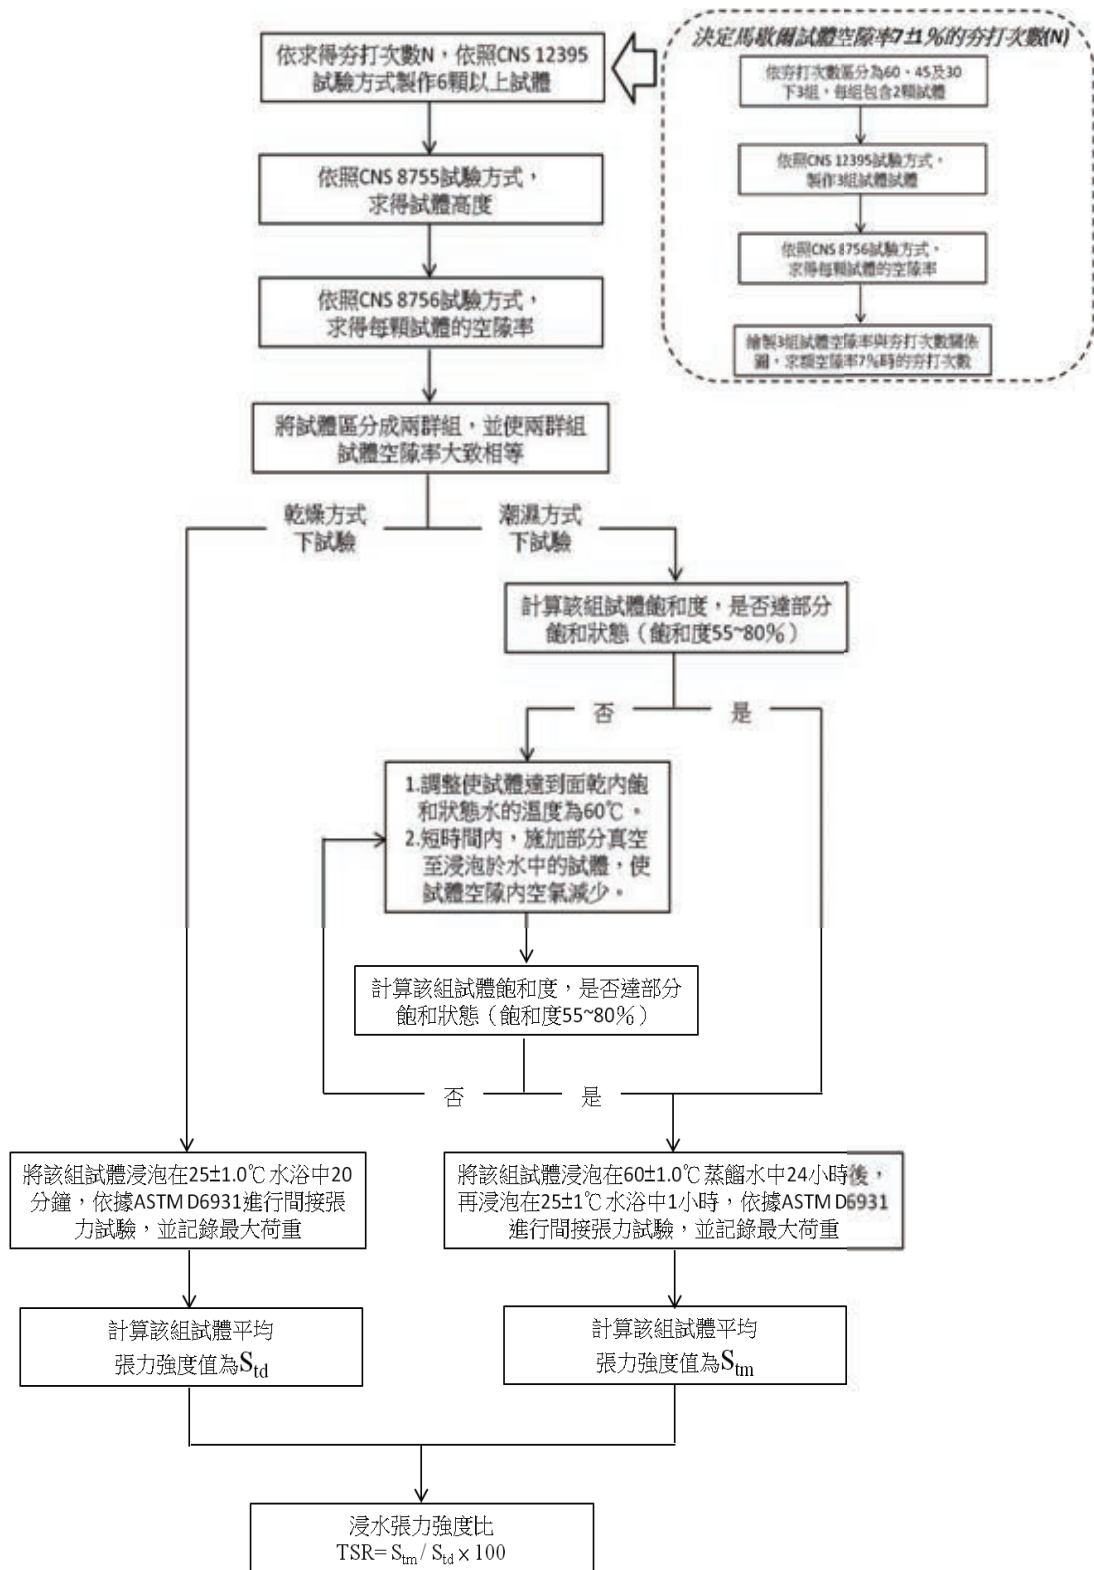 決定馬歇爾試體空隙率7±1%的夯打次數(N)
依夯打次數區分為60、45及30
下3組，每組包含2顆試體
依照CNS 12395試驗方式，
製作3組試體試體
依照CNS 8756試驗方式，
求得每顆試體的空隙率
繪製3組試體空隙率與夯打次數關係
圖，求額空隙率7%時的夯打次數
依求得夯打次數N，依照CNS 12395
試驗方式製作6顆以上試體
依照CNS 8755試驗方式，
求得試體高度
依照CNS 8756試驗方式，
求得每顆試體的空隙率
將試體區分成兩群組，並使兩群組
試體空隙率大致相等
乾燥方式
下試驗
潮濕方式
下試驗
計算該組試體飽和度，是否達部分
飽和狀態（飽和度55~80%）
否
是
1.調整使試體達到面乾內飽
和狀態水的溫度為60℃。
2.短時間內，施加部分真空
至浸泡於水中的試體，使
試體空隙內空氣減少。
計算該組試體飽和度，是否達部分
飽和狀態（飽和度55~80%）
否
是
將該組試體浸泡在25±1.0℃水浴中20
分鐘，依據ASTM D6931進行間接張
力試驗，並記錄最大荷重
將該組試體浸泡在60±1.0℃蒸餾水中24小時後，
再浸泡在25±1℃水浴中1小時，依據ASTM D6931
進行間接張力試驗，並記錄最大荷重
計算該組試體平均
張力強度值為Std
計算該組試體平均
張力強度值為Stm
浸水張力強度比
TSR= Stm / Std × 100